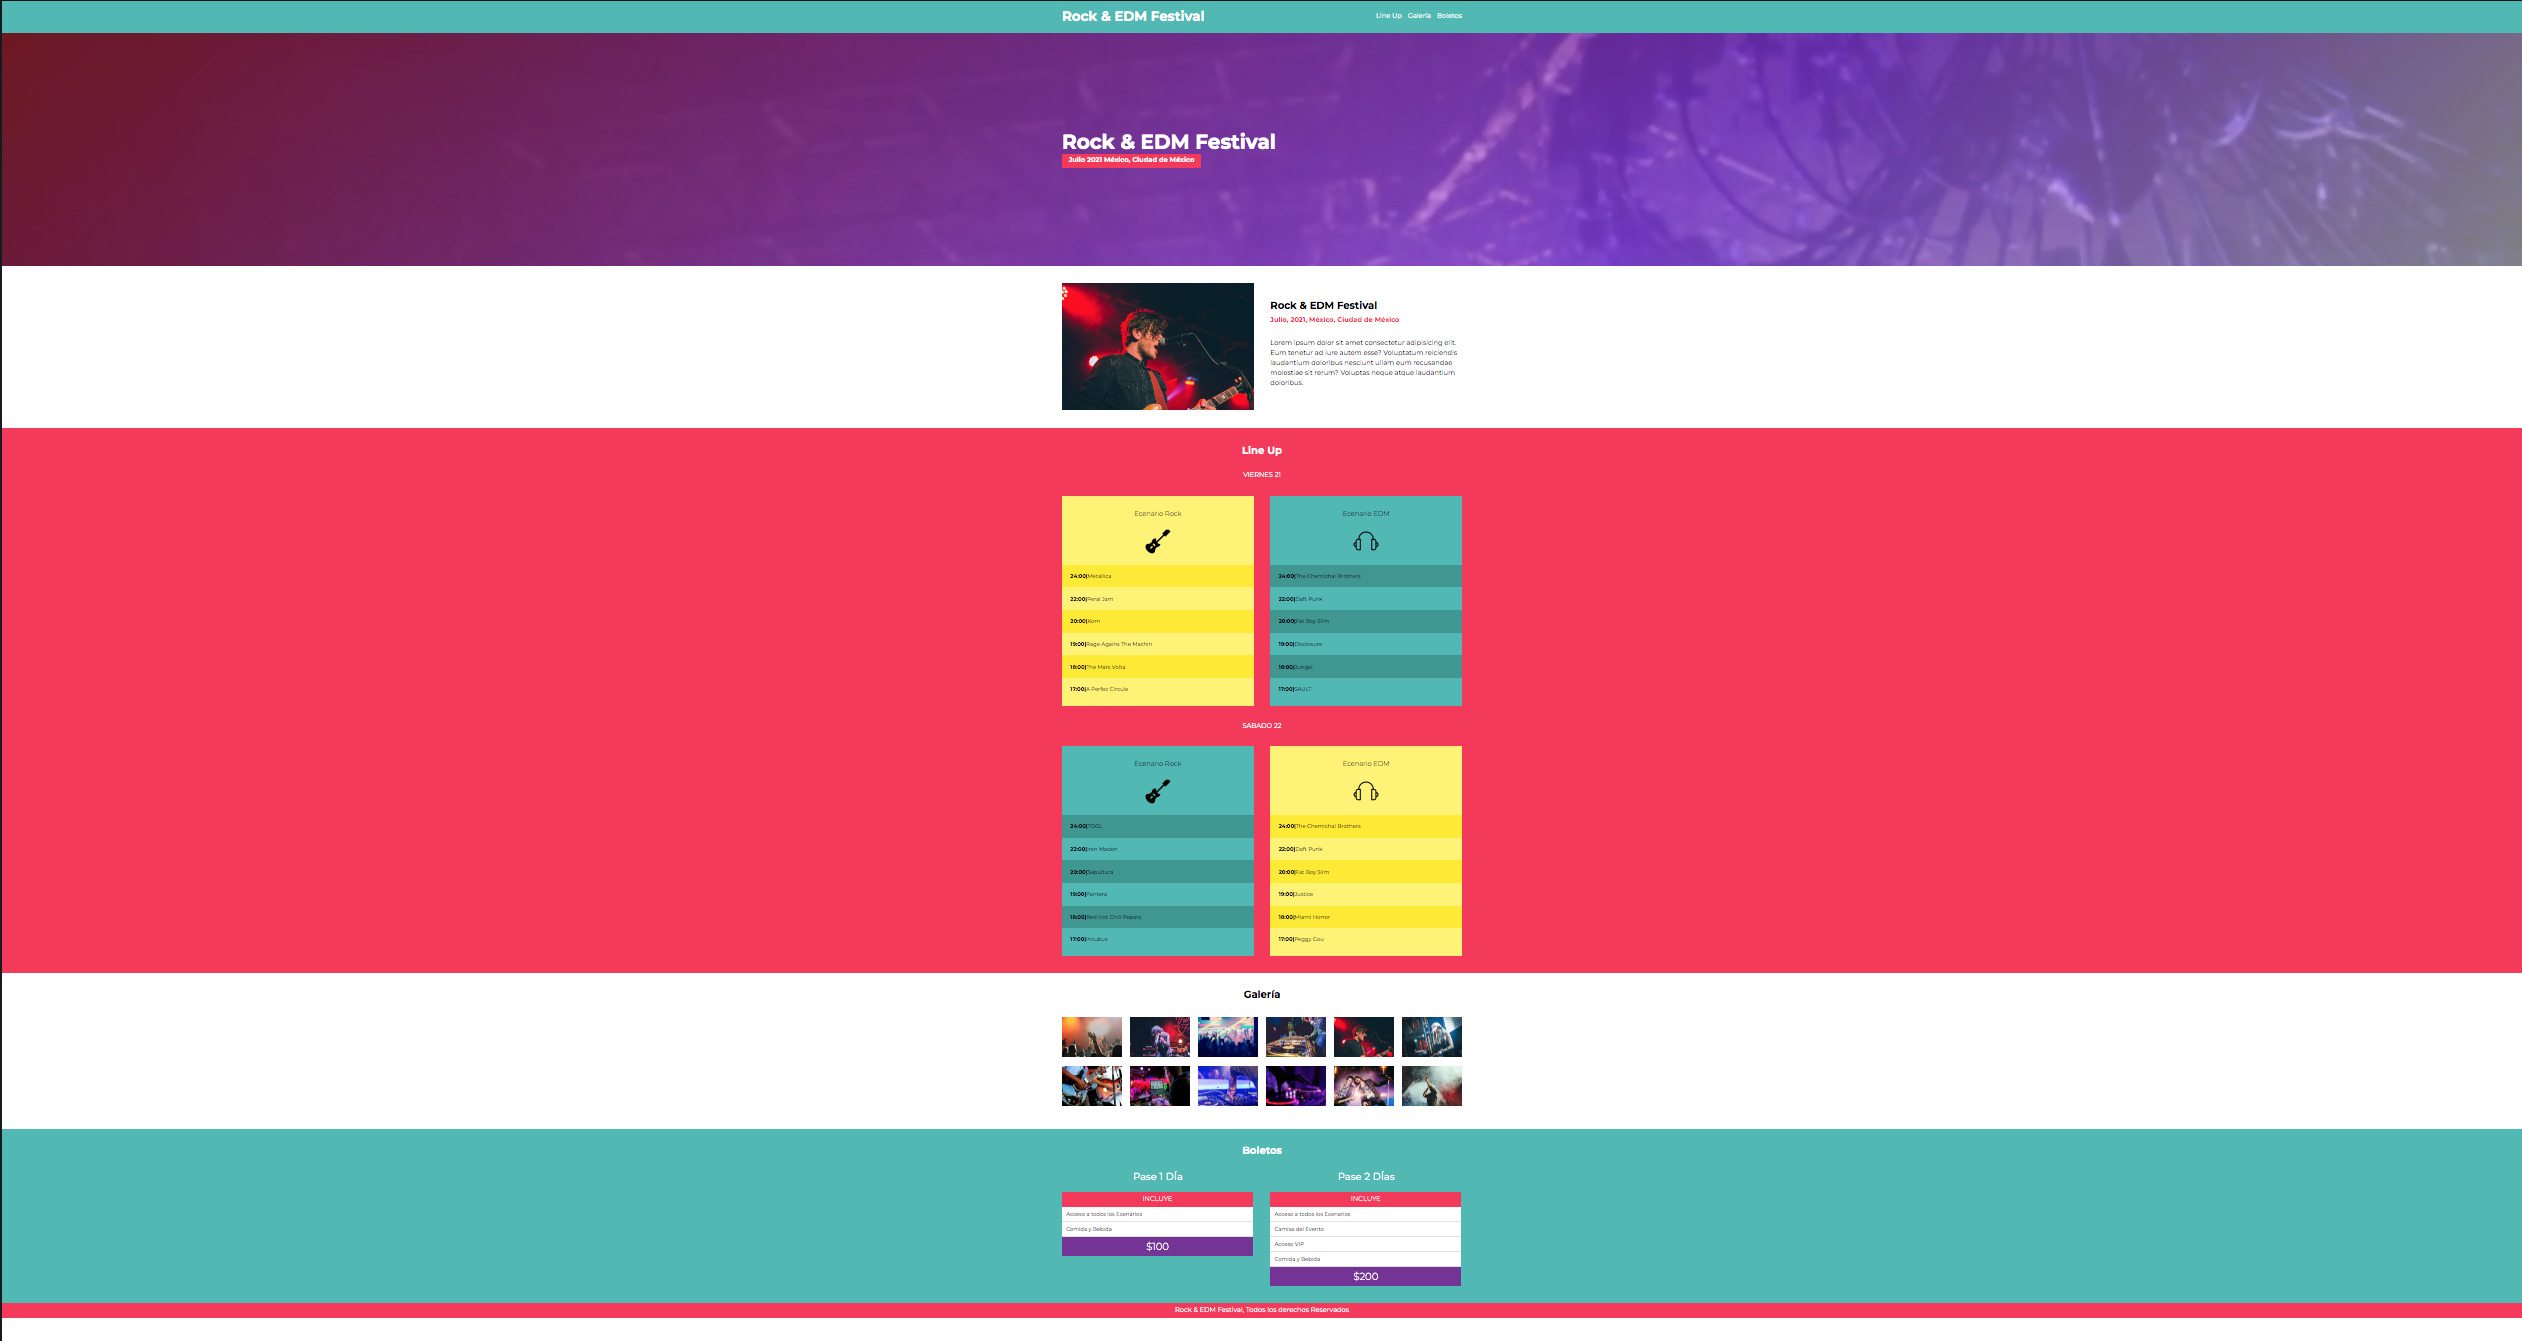 Rock & EDM Festival
Line Up Galería Boletos
Rock & EDM Festival
Julio 2021 México, Ciudad de México
Rock & EDM Festival
Julio, 2021, México, Ciudad de México
Lorem ipsum dolor sit amet consectetur adipisicing elit.
Eum tenetur ad iure autem esse? Voluptatum reiciendis
laudantium doloribus nesciunt ullam eum recusandae
molestiae sit rerum? Voluptas neque atque laudantium
doloribus.
Line Up
VIERNES 21
Ecenario Rock
24:00|Metallica
22:00|Peral Jam
20:00|Korn
19:00|Rage Agains The Machin
18:00|The Mars Volta
17:00|A Perfec Circule
Ecenario EDM
24:00|The Chemichal Brothers
22:00|Daft Punk
20:00|Fat Boy Slim
19:00|Disclosure
18:00|Jungel
17:00|SAULT
SABADO 22
Ecenario Rock
24:00|TOOL
22:00|Iron Maden
20:00|Sepultura
19:00|Pantera
18:00|Red Hot Chili Pepers
17:00|Incubus
Ecenario EDM
24:00|The Chemichal Brothers
22:00|Daft Punk
20:00|Fat Boy Slim
19:00|Justice
18:00|Miami Horror
17:00|Peggy Gou
Galería
Boletos
Pase 1 DÍa
INCLUYE
Acceso a todos los Ecenarios
Comida y Bebida
$100
Pase 2 DÍas
INCLUYE
Acceso a todos los Ecenarios
Camisa del Evento
Acceso VIP
Comida y Bebida
$200
Rock & EDM Festival, Todos los derechos Reservados